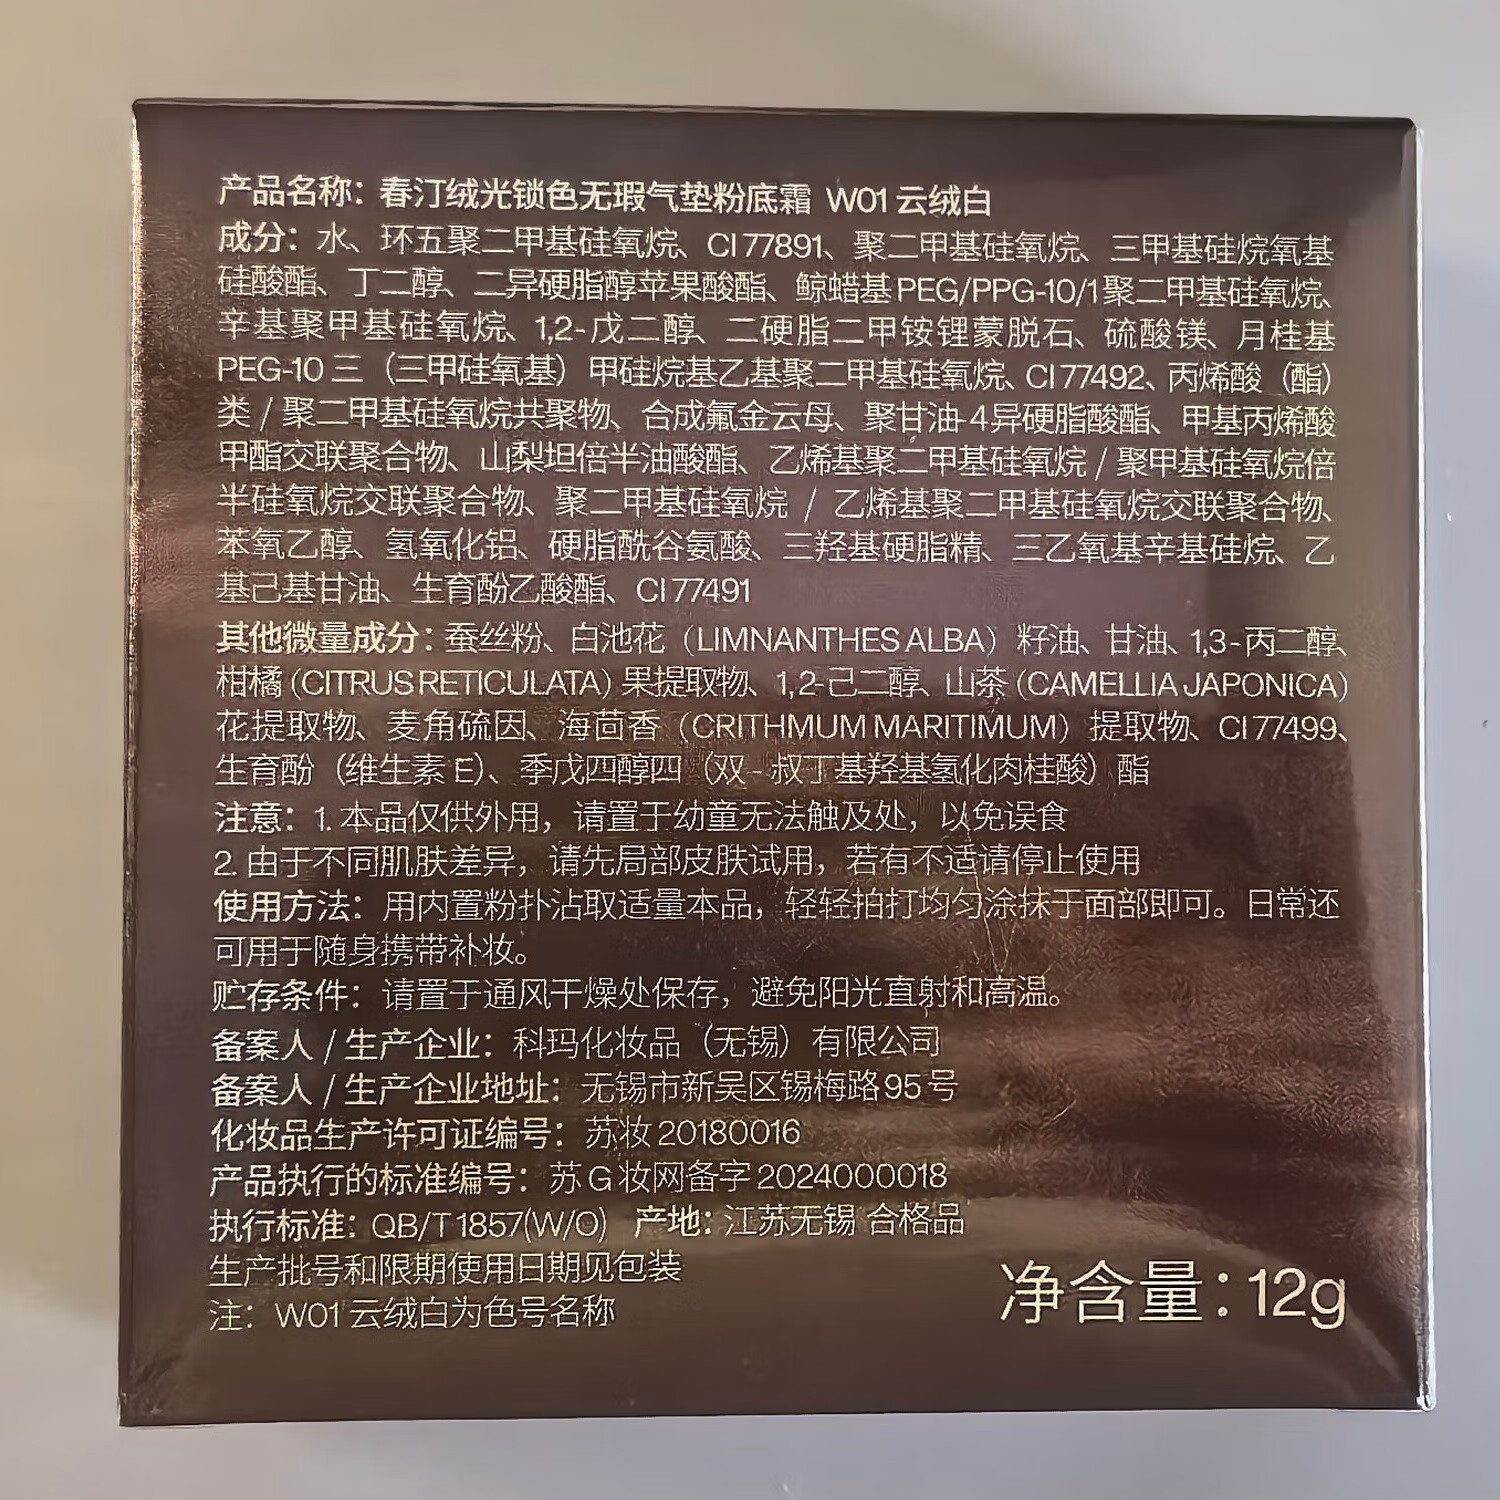 产品名称：春汀绒光锁色无瑕气垫粉底霜 W01 云绒白
成分：水、环五聚二甲基硅氧烷、CI 77891、聚二甲基硅氧烷、三甲基硅烷氧基
硅酸酯、丁二醇、二异硬脂醇苹果酸酯、鲸蜡基 PEG/PPG-10/1 聚二甲基硅氧烷、
辛基聚甲基硅氧烷、1,2-戊二醇、二硬脂二甲铵锂蒙脱石、硫酸镁、月桂基
PEG-10 三（三甲硅氧基）甲硅烷基乙基聚二甲基硅氧烷、CI 77492、丙烯酸（酯）
类 / 聚二甲基硅氧烷共聚物、合成氟金云母、聚甘油-4 异硬脂酸酯、甲基丙烯酸
甲酯交联聚合物、山梨坦倍半油酸酯、乙烯基聚二甲基硅氧烷 / 聚甲基硅氧烷倍
半硅氧烷交联聚合物、聚二甲基硅氧烷 / 乙烯基聚二甲基硅氧烷交联聚合物、
苯氧乙醇、氢氧化铝、硬脂酰谷氨酸、三羟基硬脂精、三乙氧基辛基硅烷、乙
基己基甘油、生育酚乙酸酯、CI 77491
其他微量成分：蚕丝粉、白池花（LIMNANTHES ALBA）籽油、甘油、1,3-丙二醇、
柑橘 (CITRUS RETICULATA) 果提取物、1,2-己二醇、山茶 (CAMELLIA JAPONICA)
花提取物、麦角硫因、海茴香（CRITHMUM MARITIMUM）提取物、CI 77499、
生育酚（维生素 E）、季戊四醇四（双-叔丁基羟基氢化肉桂酸）酯
注意：1. 本品仅供外用，请置于幼童无法触及处，以免误食
2. 由于不同肌肤差异，请先局部皮肤试用，若有不适请停止使用
使用方法：用内置粉扑沾取适量本品，轻轻拍打均匀涂抹于面部即可。日常还
可用于随身携带补妆。
贮存条件：请置于通风干燥处保存，避免阳光直射和高温。
备案人 / 生产企业：科玛化妆品（无锡）有限公司
备案人 / 生产企业地址：无锡市新吴区锡梅路 95 号
化妆品生产许可证编号：苏妆 20180016
产品执行的标准编号：苏 G 妆网备字 2024000018
执行标准：QB/T 1857(W/O) 产地：江苏无锡 合格品
生产批号和限期使用日期见包装
注：W01 云绒白为色号名称
净含量：12g